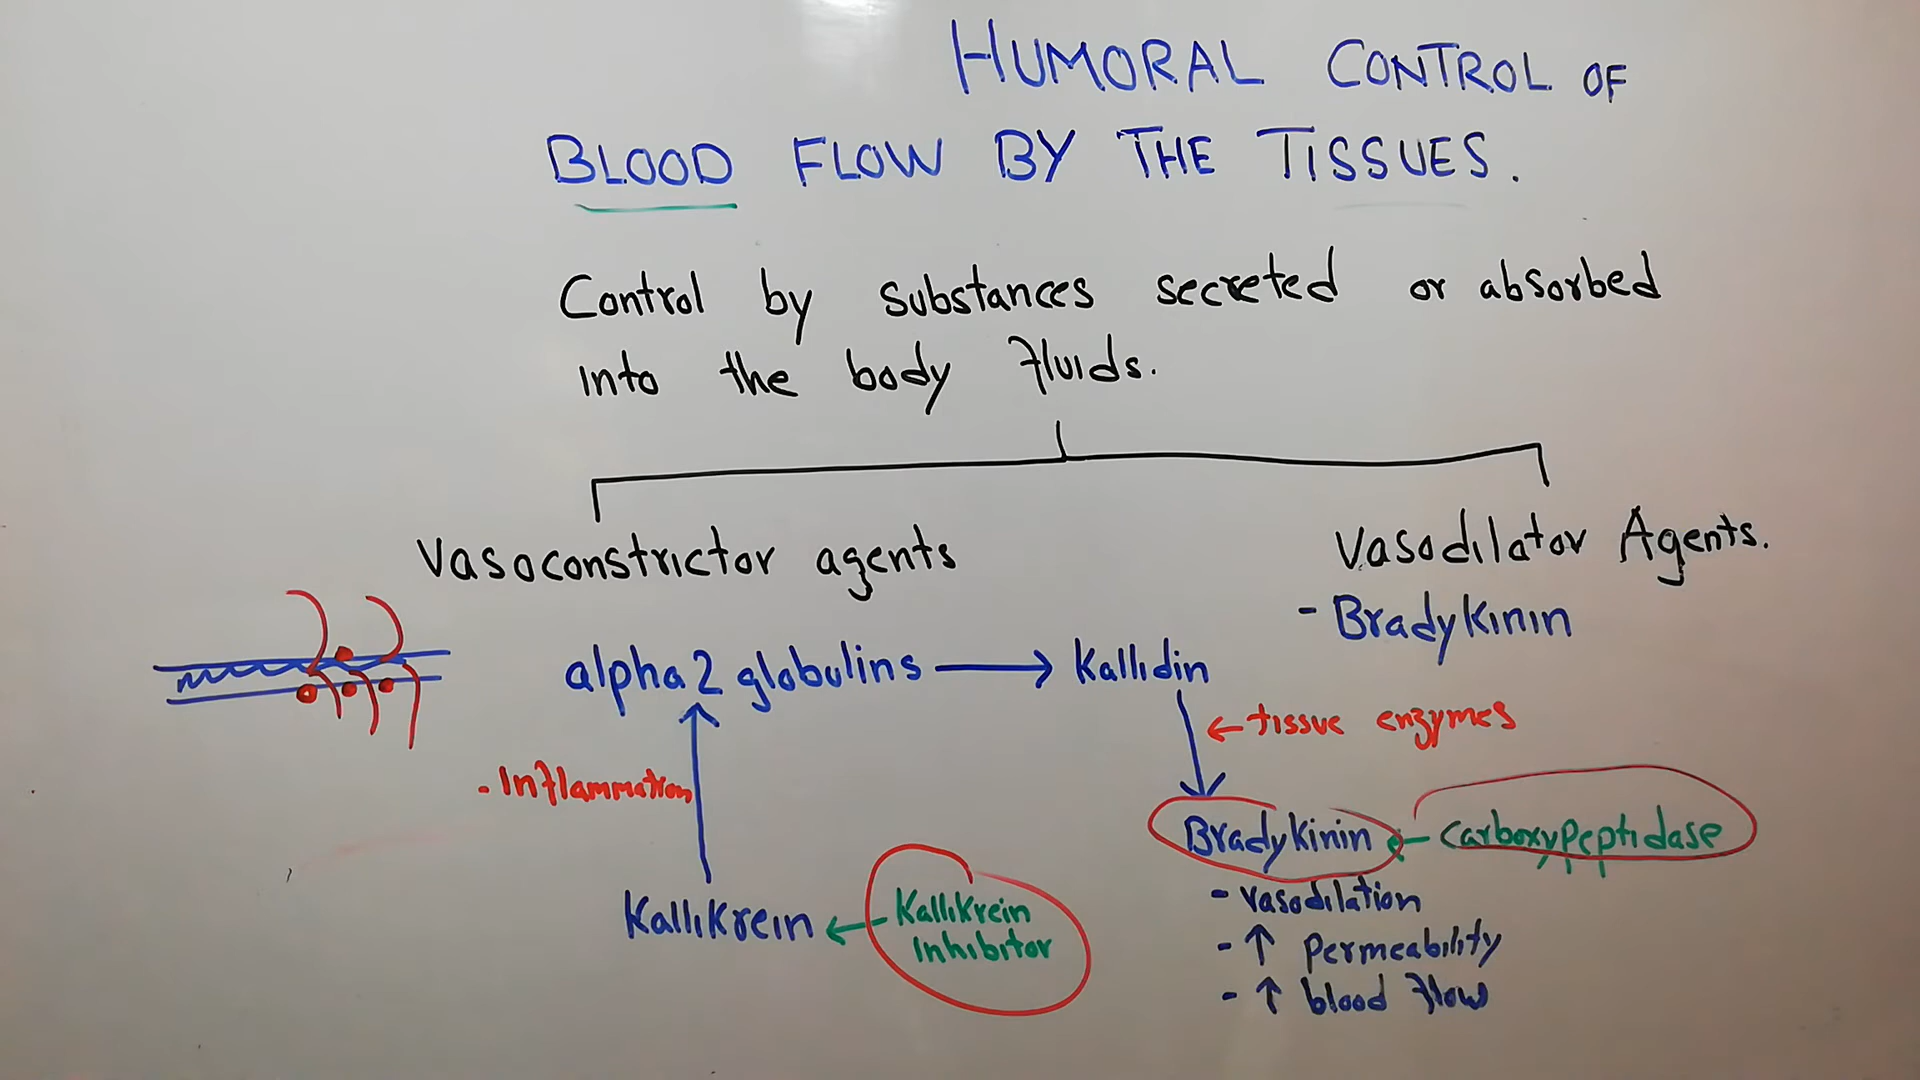 HUMORAL CONTROL OF
BLOOD FLOW BY THE TISSUES.
Control by substances secreted or absorbed
into the body fluids.
Vasoconstrictor agents
Vasodilator Agents.
- Bradykinin
alpha 2 globulins → Kallidin
← tissue enzymes
- Inflammation
Bradykinin ← carboxypeptidase
- vasodilation
- ↑ permeability
- ↑ blood flow
Kallikrein ← Kallikrein
Inhibitor